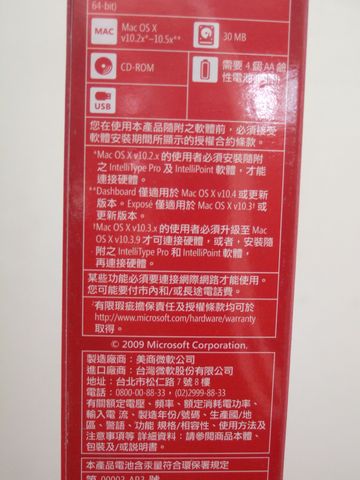 64-bit)
MAC
Mac OS X
v10.2x*–10.5x**
30 MB
CD-ROM
需要 4 個 AA 鹼
性電池
USB
您在使用本產品隨附之軟體前，必須接受
軟體安裝期間所顯示的授權合約條款。
*Mac OS X v10.2.x 的使用者必須安裝隨附
之 IntelliType Pro 及 IntelliPoint 軟體，才能
連接硬體。
**Dashboard 僅適用於 Mac OS X v10.4 或更新
版本。Exposé 僅適用於 Mac OS X v10.3† 或
更新版本。
†Mac OS X v10.3.x 的使用者必須升級至 Mac
OS X v10.3.9 才可連接硬體，或者，安裝隨
附之 IntelliType Pro 和 IntelliPoint 軟體，
再連接硬體。
某些功能必須要連接網際網路才能使用。
您可能要付市內和/或長途電話費。
有限瑕疵擔保責任及授權條款均可於
http://www.microsoft.com/hardware/warranty
取得。
© 2009 Microsoft Corporation.
製造廠商：美商微軟公司
進口廠商：台灣微軟股份有限公司
地址：台北市松仁路 7 號 8 樓
電話：0800-00-88-33，(02)2999-88-33
有關額定電壓、頻率、額定消耗電功率、
輸入電 流、製造年份/號碼、生產國/地
區、警語、功能 規格/相容性、使用方法及
注意事項等 詳細資料：請參閱商品本體、
包裝及/或說明書。
本產品電池含汞量符合環保署規定
第 00003-AP3 號